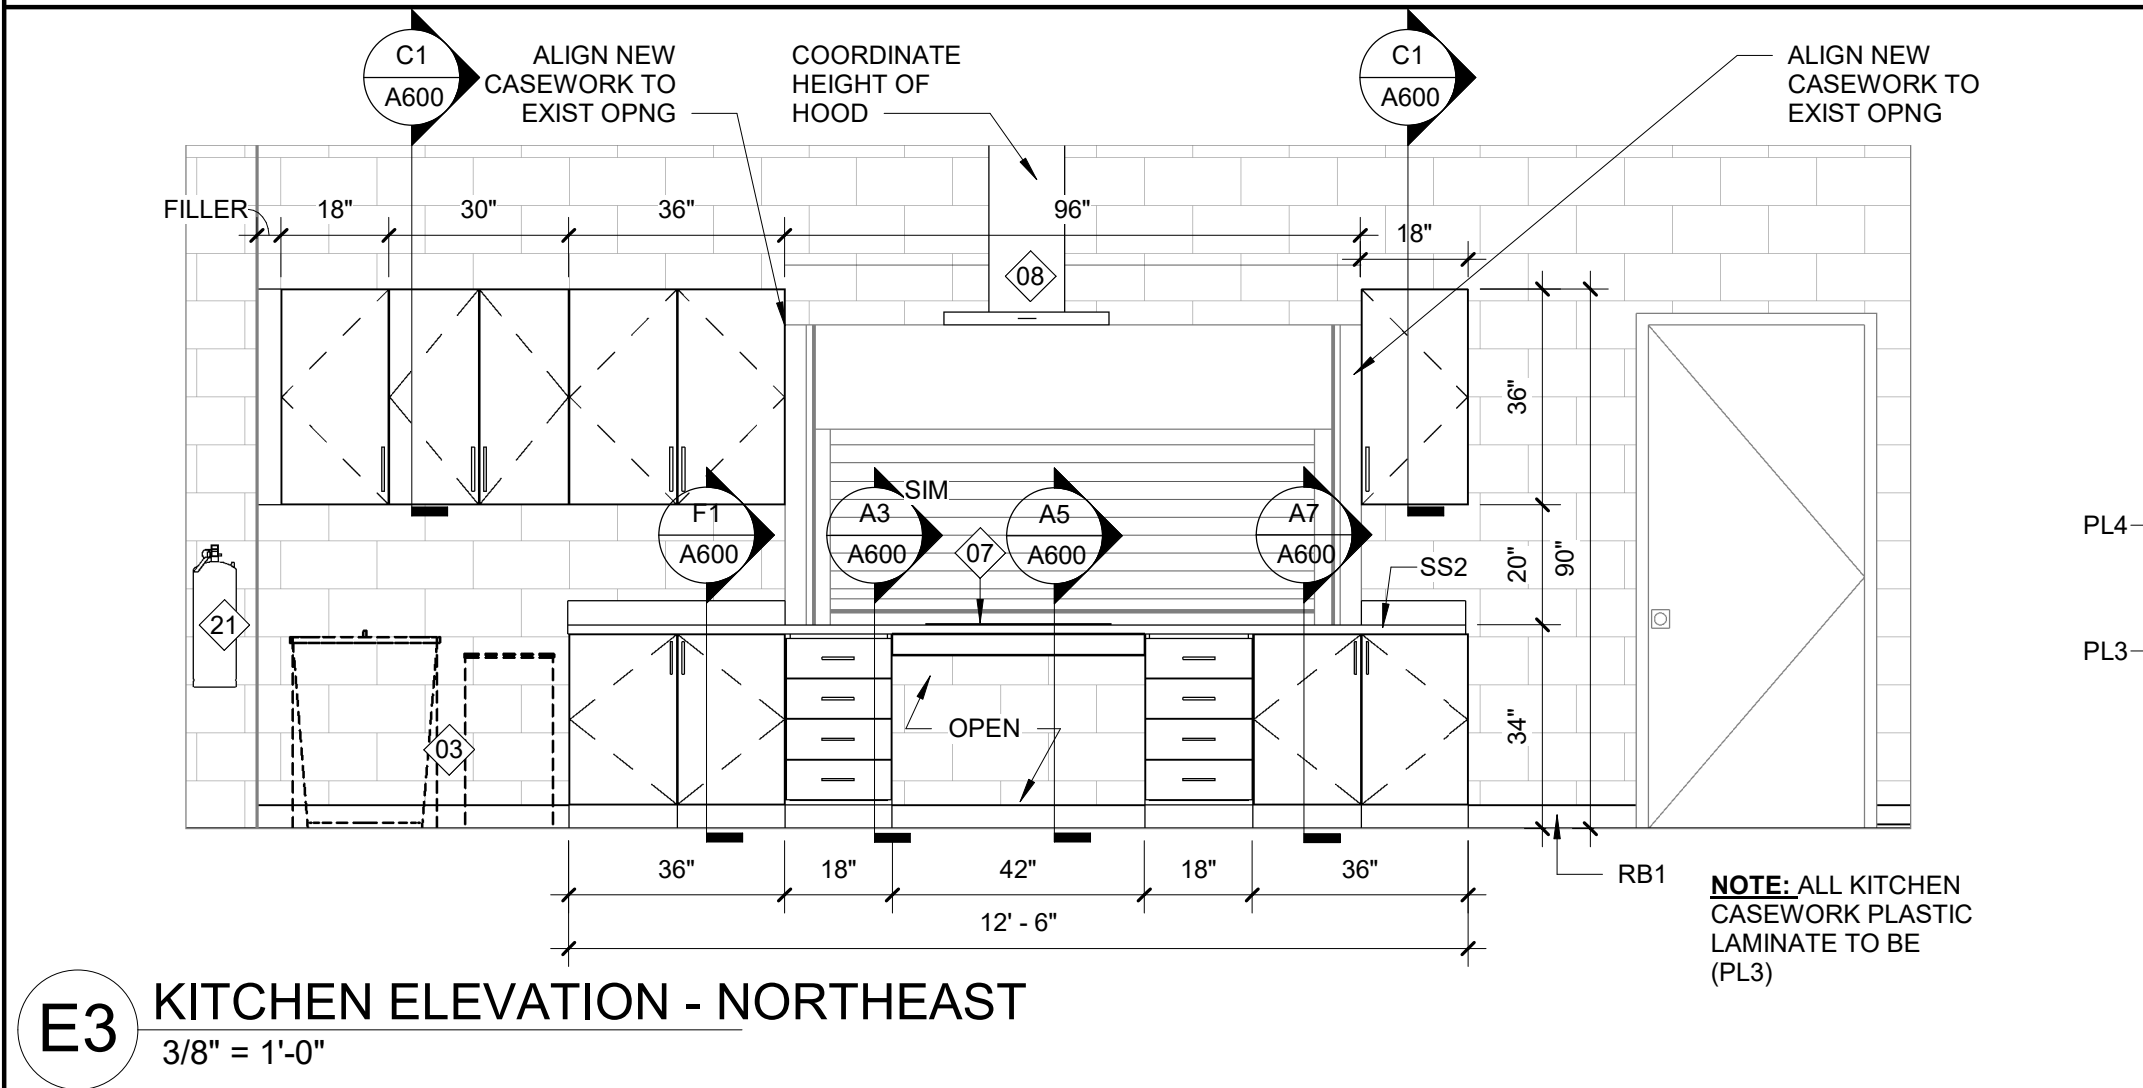 C1
A600
ALIGN NEW
CASEWORK TO
EXIST OPNG
COORDINATE
HEIGHT OF
HOOD
C1
A600
ALIGN NEW
CASEWORK TO
EXIST OPNG
FILLER
18"
30"
36"
96"
18"
08
36"
F1
A600
A3
A600
SIM
07
A5
A600
A7
A600
SS2
20"
90"
PL4
PL3
21
03
OPEN
34"
36"
18"
42"
18"
36"
12' - 6"
RB1
NOTE: ALL KITCHEN
CASEWORK PLASTIC
LAMINATE TO BE
(PL3)
E3
KITCHEN ELEVATION - NORTHEAST
3/8" = 1'-0"